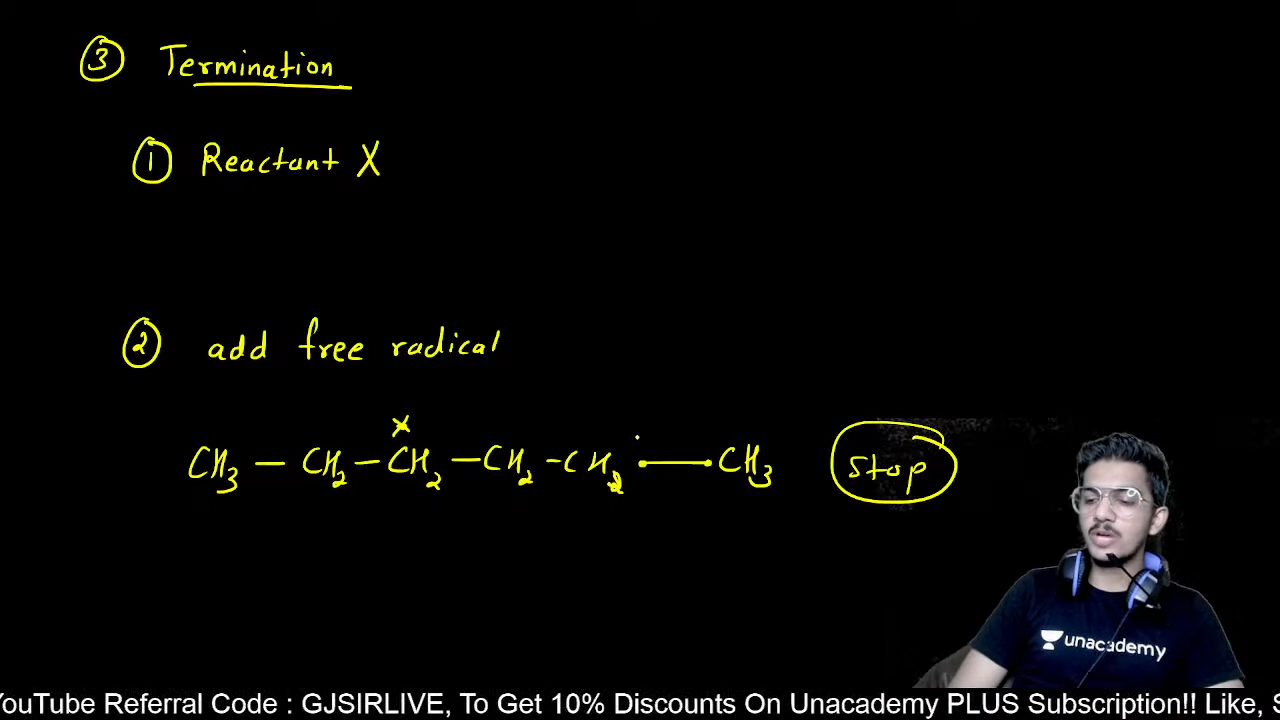 ③ Termination
① Reactant X
② add free radical
x
CH3 — CH2 — CH2 — CH2 — CH2 •——• CH3 Stop
unacademy
YouTube Referral Code : GJSIRLIVE, To Get 10% Discounts On Unacademy PLUS Subscription!! Like, S